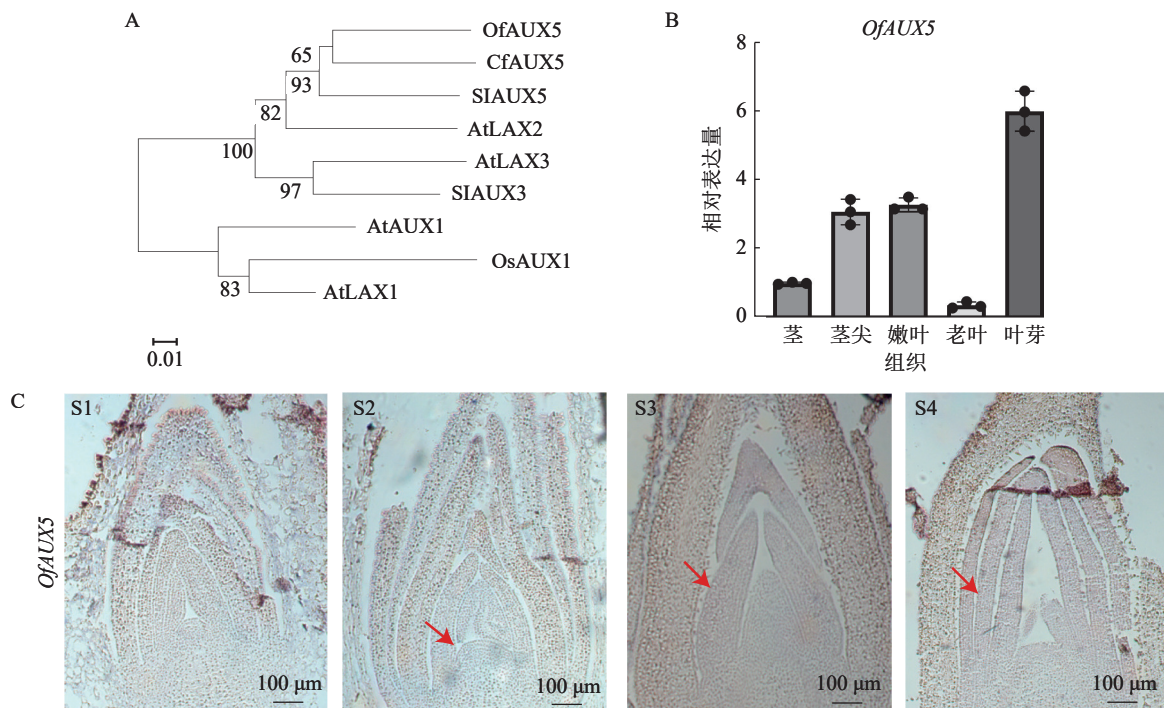 A
OfAUX5
CfAUX5
SlAUX5
AtLAX2
AtLAX3
SlAUX3
AtAUX1
OsAUX1
AtLAX1
65
93
82
100
97
83
0.01
B
OfAUX5
相对表达量
8
6
4
2
0
茎 茎尖 嫩叶 老叶 叶芽
组织
C
OfAUX5
S1
100 μm
S2
100 μm
S3
100 μm
S4
100 μm